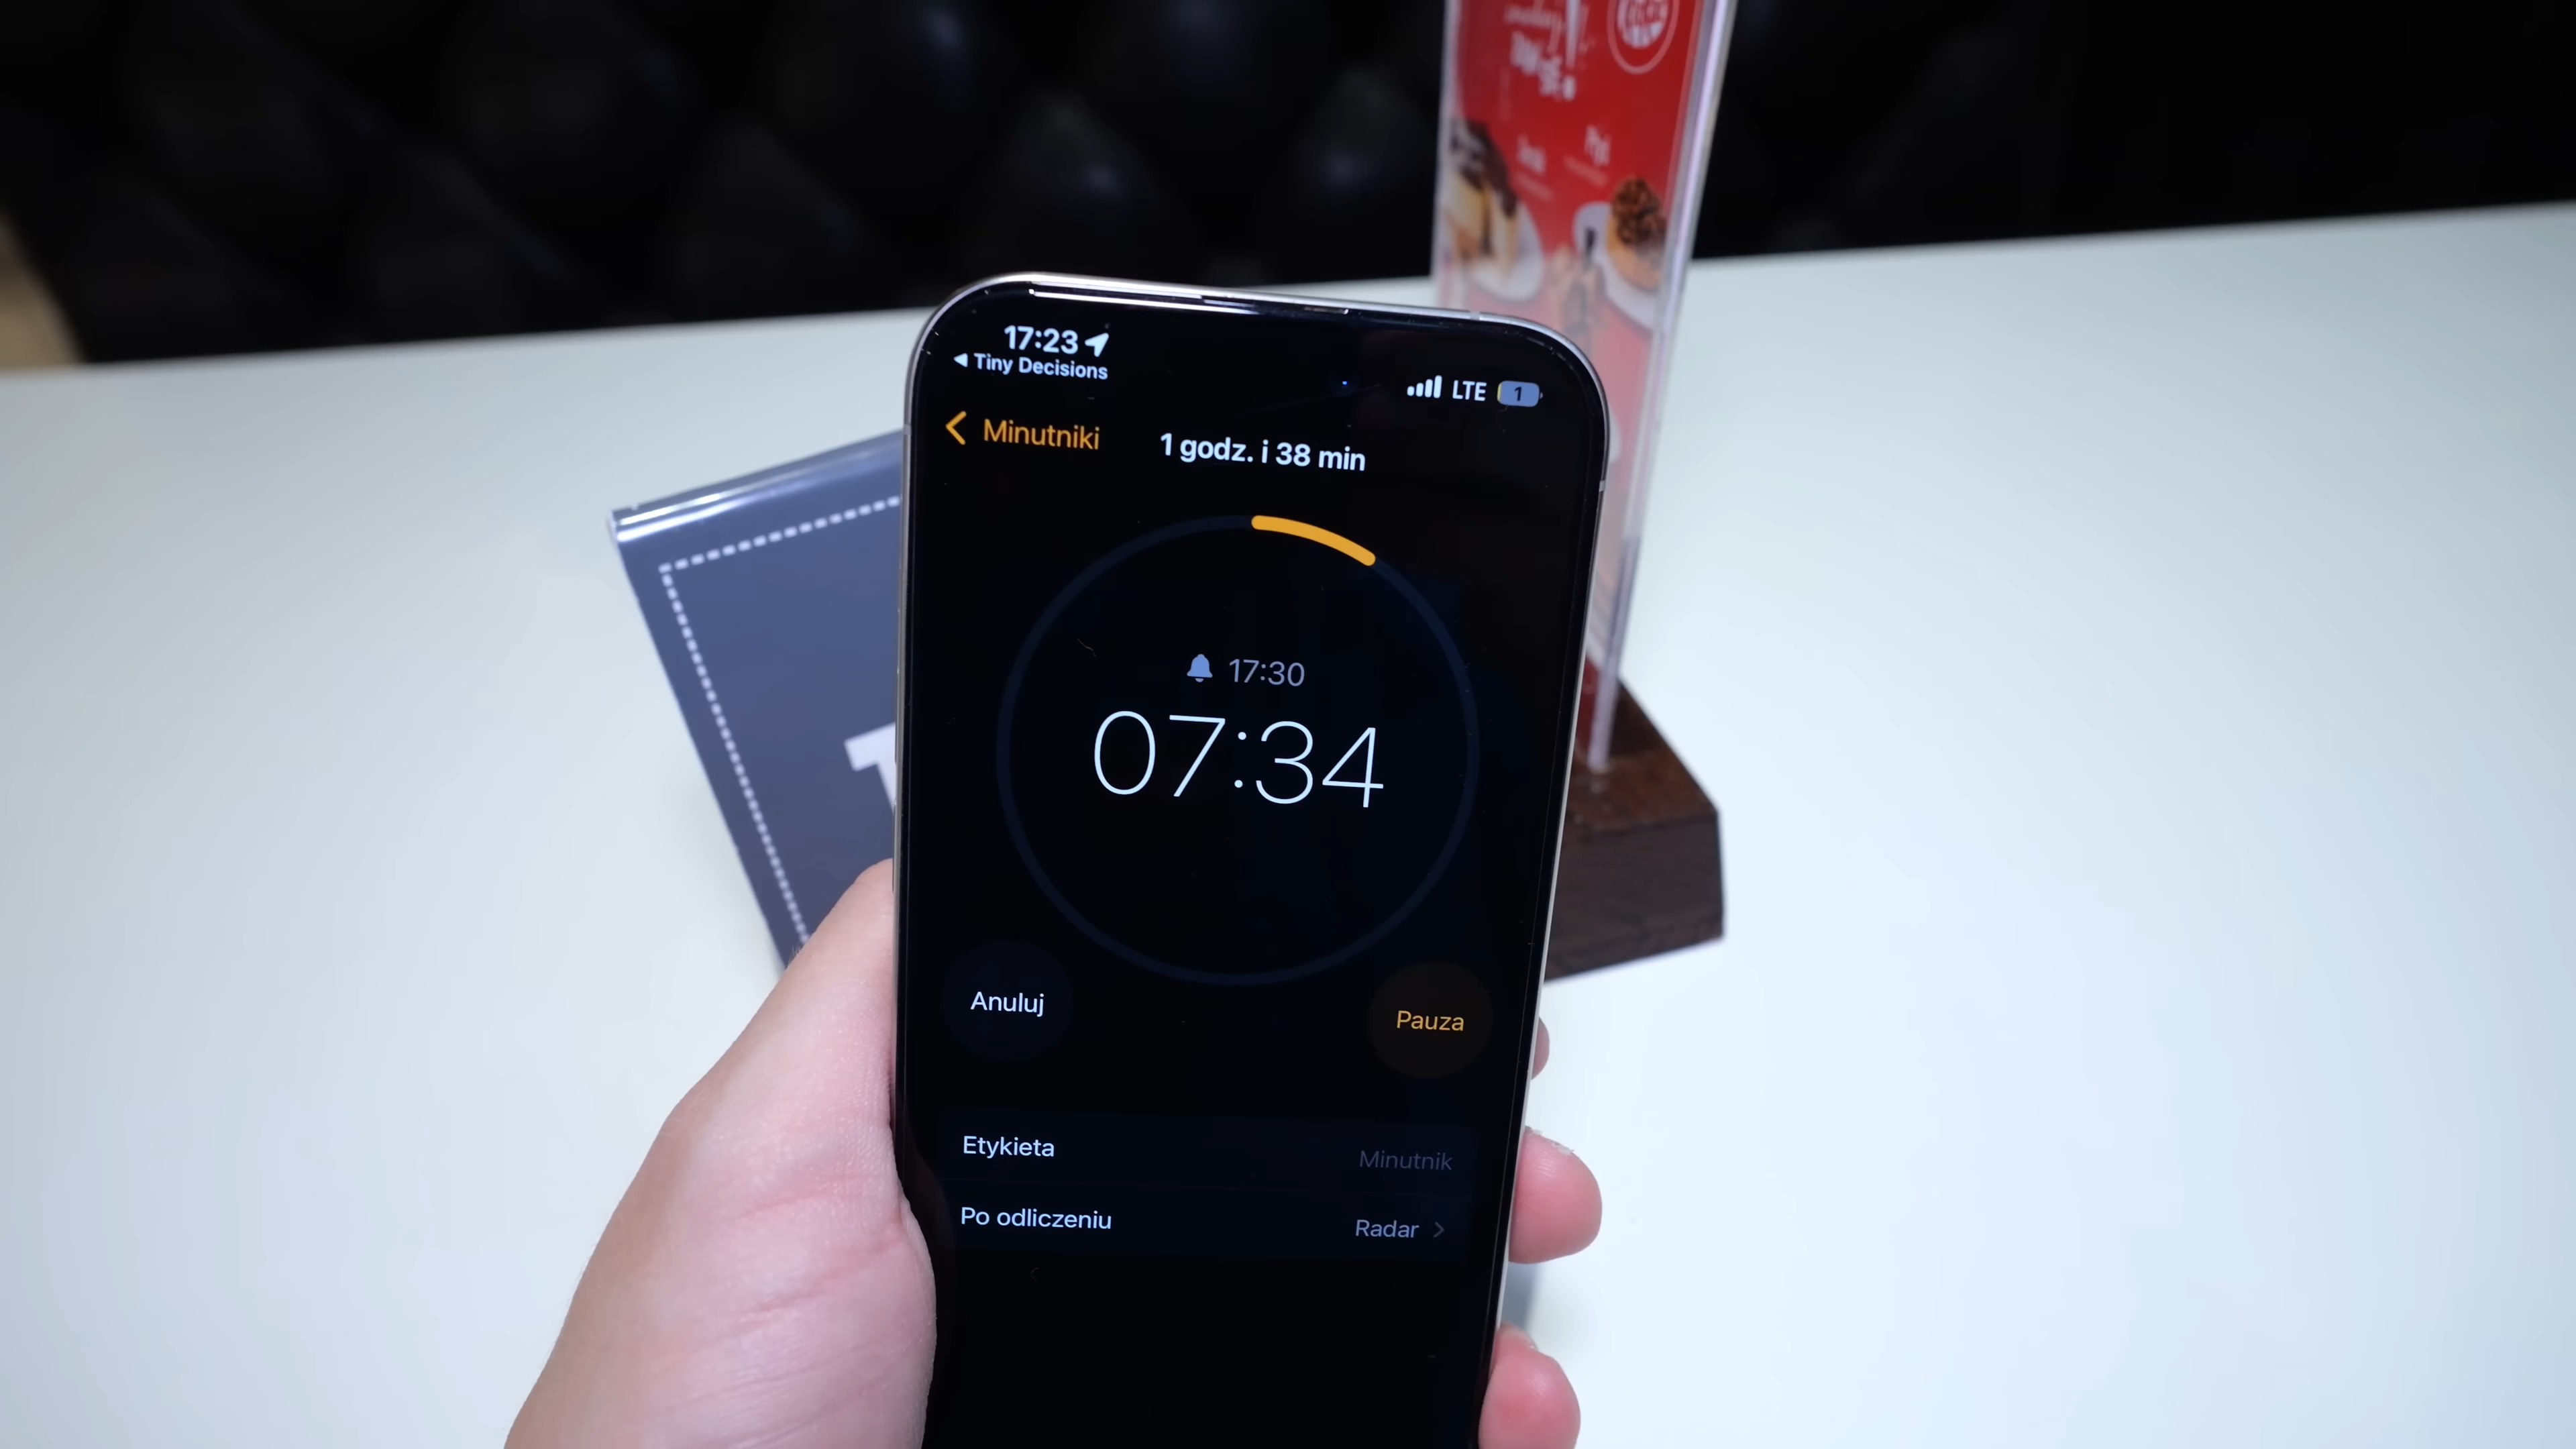 17:23
◀ Tiny Decisions
LTE 1
Minutniki
1 godz. i 38 min
17:30
07:34
Anuluj
Pauza
Etykieta
Minutnik
Po odliczeniu
Radar